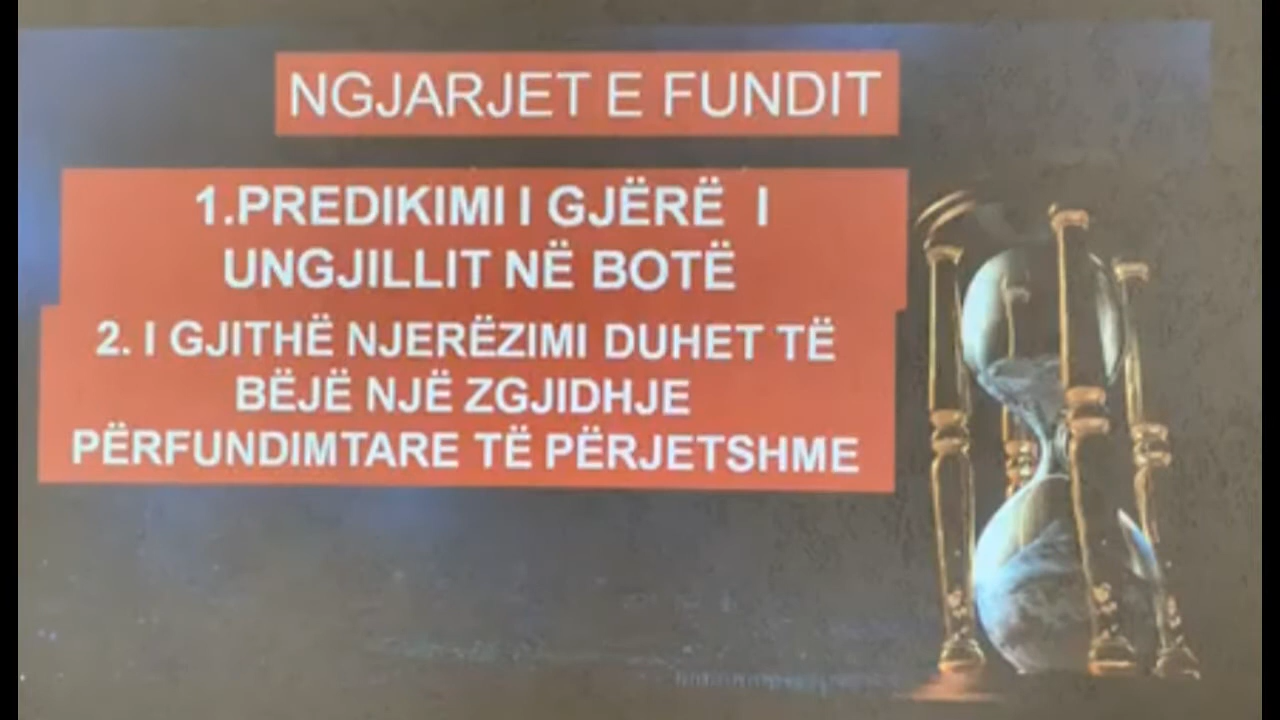 NGJARJET E FUNDIT
1.PREDIKIMI I GJËRË I
UNGJILLIT NË BOTË
2. I GJITHË NJERËZIMI DUHET TË
BËJË NJË ZGJIDHJE
PËRFUNDIMTARE TË PËRJETSHME